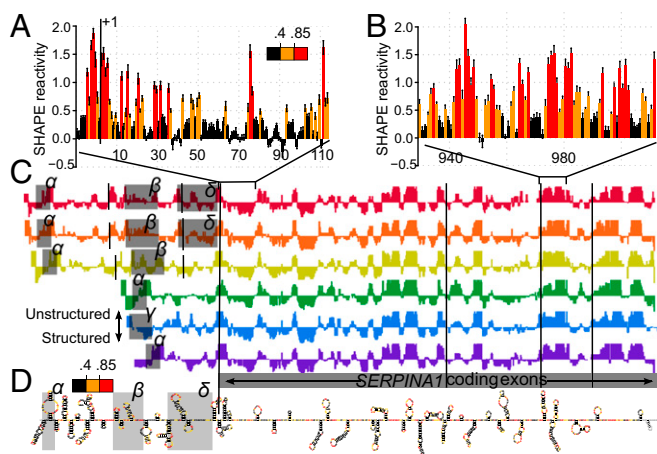 A
+1
.4 .85
SHAPE reactivity
2.0
1.5
1.0
0.5
0.0
−0.5
10 30 50 70 90 110
B
SHAPE reactivity
2.0
1.5
1.0
0.5
0.0
−0.5
940 980
C
α β δ
α β δ
α β
α
γ
α
Unstructured
Structured
SERPINA1 coding exons
D
.4 .85
α β δ